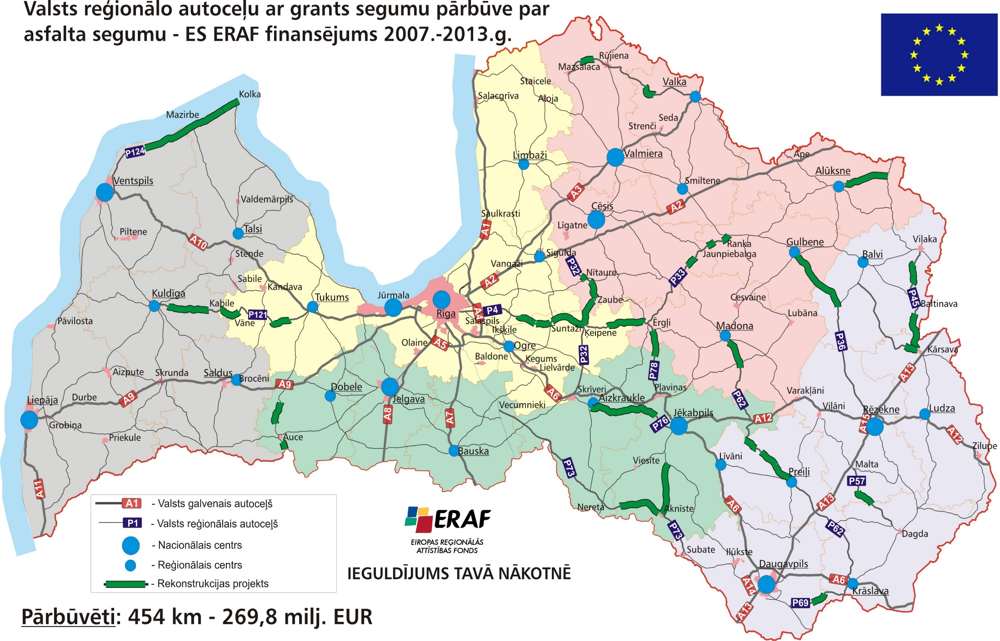 Valsts reģionālo autoceļu ar grants segumu pārbūve par
asfalta segumu - ES ERAF finansējums 2007.-2013.g.
Rūjiena
Mazsalaca
Valka
Staicele
Salacgrīva
Aloja
Kolka
Mazirbe
Seda
Strenči
P124
Limbaži
Valmiera
Ape
Alūksne
Ventspils
Smiltene
A3
Valdemārpils
Cēsis
A2
Saulkrasti
Līgatne
A1
Piltene
Talsi
A10
Ranka
Gulbene
Viļaka
Stende
Sigulda
Jaunpiebalga
Balvi
Vangaži
P32
Nītaure
P33
Sabile
Kandava
A2
Kuldīga
Jūrmala
Tukums
Zaube
Cesvaine
P45
Baltinava
Kabile
P121
Rīga
A4
P4
Lubāna
Pāvilosta
Vāne
Salaspils
Ikšķile
Suntaži
Ķeipene
Ērgļi
Madona
Olaine
A5
Ogre
P36
Kārsava
Baldone
Ķegums
Lielvārde
P32
P78
A13
Aizpute
Skrunda
Saldus
Brocēni
A9
Dobele
Skrīveri
Pļaviņas
Varakļāni
A6
Aizkraukle
P62
Liepāja
Durbe
A9
Jelgava
Vecumnieki
Viļāni
Rēzekne
Ludza
A8
A7
Jēkabpils
A12
A15
P76
Grobiņa
Priekule
Auce
A12
Zilupe
Bauska
Viesīte
Līvāni
P73
Malta
Preiļi
P57
A11
Nereta
Aknīste
A6
A13
P73
P62
Dagda
Subate
Ilūkste
Daugavpils
A14
A6
Krāslava
P69
A13
A1 - Valsts galvenais autoceļš
P1 - Valsts reģionālais autoceļš
- Nacionālais centrs
- Reģionālais centrs
- Rekonstrukcijas projekts
ERAF
EIROPAS REĢIONĀLĀS
ATTĪSTĪBAS FONDS
IEGULDĪJUMS TAVĀ NĀKOTNĒ
Pārbūvēti: 454 km - 269,8 milj. EUR